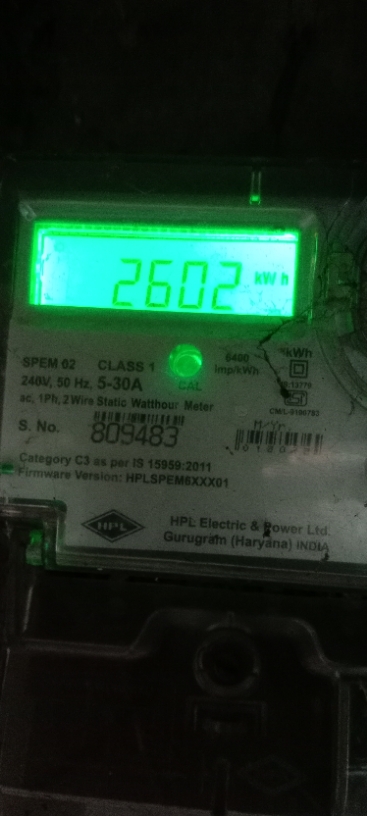 2602 kWh
SPEM 02 CLASS 1 6400 imp/kWh kWh
240V, 50 Hz, 5-30A CAL
ac, 1Ph, 2 Wire Static Watthour Meter
S. No. 809483 M/Yr.
Category C3 as per IS 15959:2011
Firmware Version: HPLSPEM6XXX01
HPL
HPL Electric & Power Ltd.
Gurugram (Haryana) INDIA